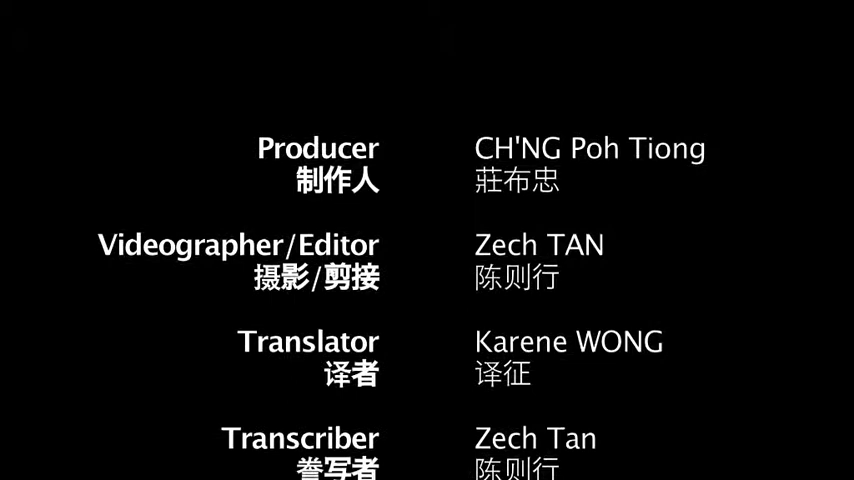 Producer CH'NG Poh Tiong
制作人 莊布忠
Videographer/Editor Zech TAN
摄影/剪接 陈则行
Translator Karene WONG
译者 译征
Transcriber Zech Tan
誊写者 陈则行